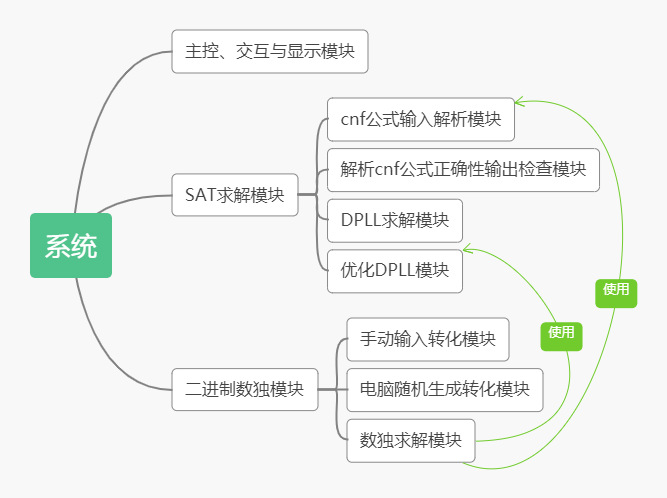 系统
主控、交互与显示模块
SAT求解模块
cnf公式输入解析模块
解析cnf公式正确性输出检查模块
DPLL求解模块
优化DPLL模块
二进制数独模块
手动输入转化模块
电脑随机生成转化模块
数独求解模块
使用
使用